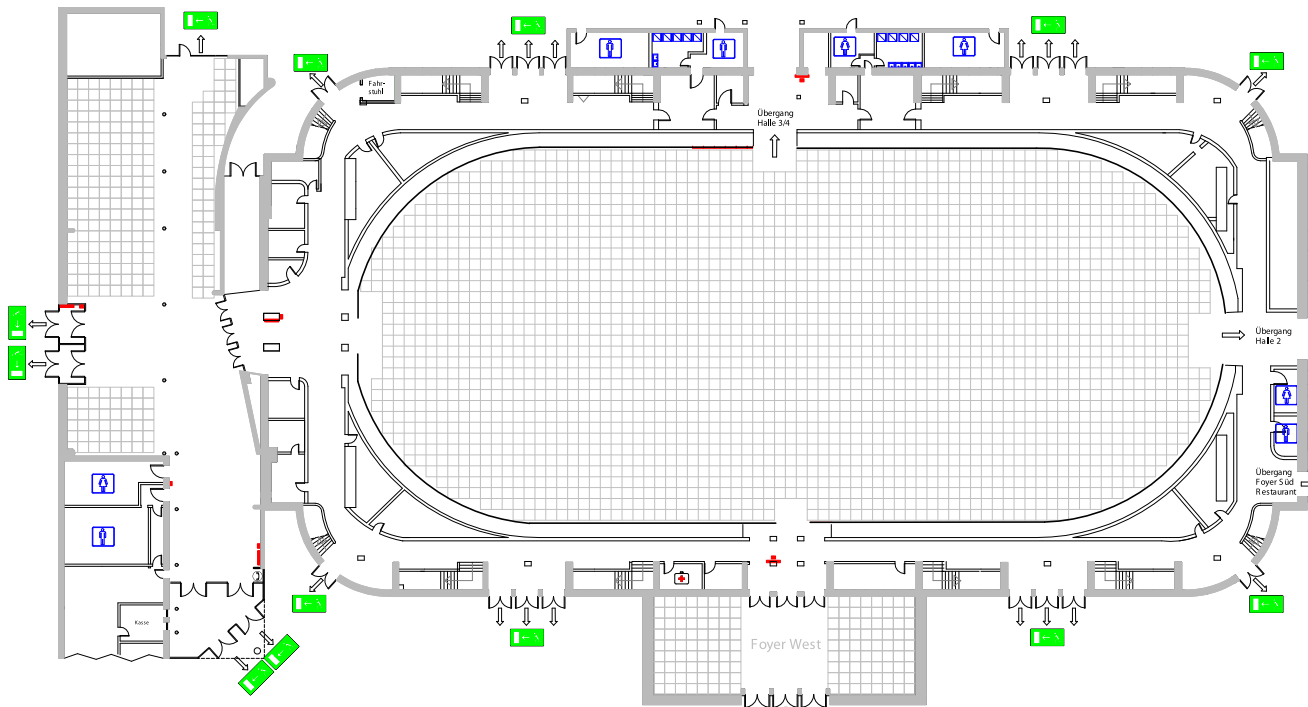 Fahr-
stuhl
Übergang
Halle 3/4
Übergang
Halle 2
Übergang
Foyer Süd
Restaurant
Kasse
Foyer West